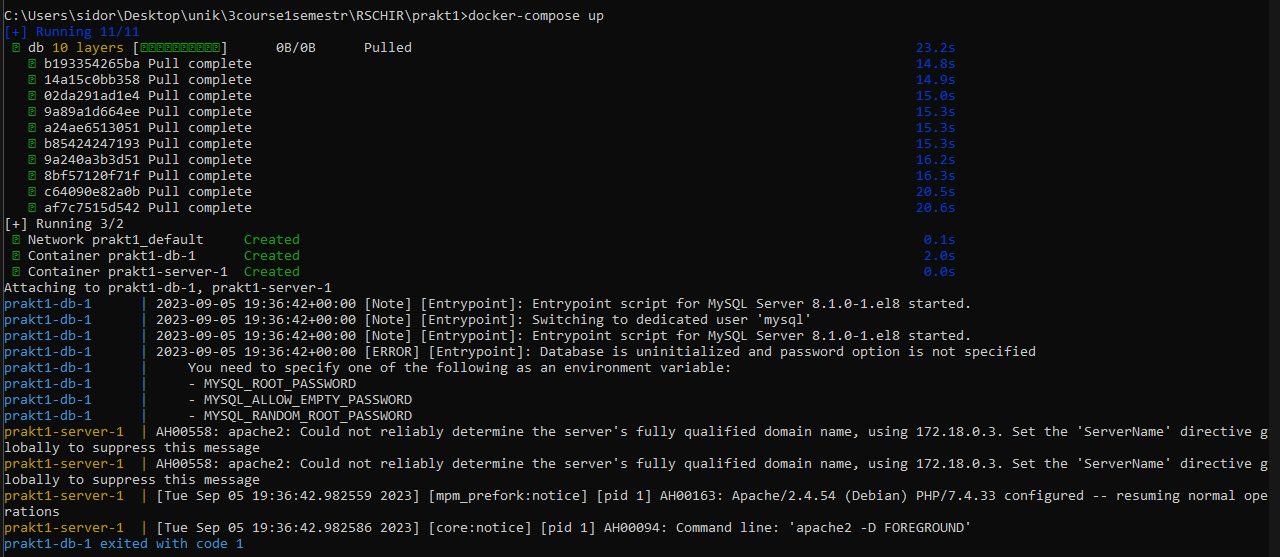 C:\Users\sidor\Desktop\unik\3course1semestr\RSCHIR\prakt1>docker-compose up
[+] Running 11/11
db 10 layers [⣿⣿⣿⣿⣿⣿⣿⣿⣿⣿] 0B/0B Pulled 23.2s
b193354265ba Pull complete 14.8s
14a15c0bb358 Pull complete 14.9s
02da291ad1e4 Pull complete 15.0s
9a89a1d664ee Pull complete 15.3s
a24ae6513051 Pull complete 15.3s
b85424247193 Pull complete 15.3s
9a240a3b3d51 Pull complete 16.2s
8bf57120f71f Pull complete 16.3s
c64090e82a0b Pull complete 20.5s
af7c7515d542 Pull complete 20.6s
[+] Running 3/2
Network prakt1_default Created 0.1s
Container prakt1-db-1 Created 2.0s
Container prakt1-server-1 Created 0.0s
Attaching to prakt1-db-1, prakt1-server-1
prakt1-db-1 | 2023-09-05 19:36:42+00:00 [Note] [Entrypoint]: Entrypoint script for MySQL Server 8.1.0-1.el8 started.
prakt1-db-1 | 2023-09-05 19:36:42+00:00 [Note] [Entrypoint]: Switching to dedicated user 'mysql'
prakt1-db-1 | 2023-09-05 19:36:42+00:00 [Note] [Entrypoint]: Entrypoint script for MySQL Server 8.1.0-1.el8 started.
prakt1-db-1 | 2023-09-05 19:36:42+00:00 [ERROR] [Entrypoint]: Database is uninitialized and password option is not specified
prakt1-db-1 | You need to specify one of the following as an environment variable:
prakt1-db-1 | - MYSQL_ROOT_PASSWORD
prakt1-db-1 | - MYSQL_ALLOW_EMPTY_PASSWORD
prakt1-db-1 | - MYSQL_RANDOM_ROOT_PASSWORD
prakt1-server-1 | AH00558: apache2: Could not reliably determine the server's fully qualified domain name, using 172.18.0.3. Set the 'ServerName' directive g
lobally to suppress this message
prakt1-server-1 | AH00558: apache2: Could not reliably determine the server's fully qualified domain name, using 172.18.0.3. Set the 'ServerName' directive g
lobally to suppress this message
prakt1-server-1 | [Tue Sep 05 19:36:42.982559 2023] [mpm_prefork:notice] [pid 1] AH00163: Apache/2.4.54 (Debian) PHP/7.4.33 configured -- resuming normal ope
rations
prakt1-server-1 | [Tue Sep 05 19:36:42.982586 2023] [core:notice] [pid 1] AH00094: Command line: 'apache2 -D FOREGROUND'
prakt1-db-1 exited with code 1